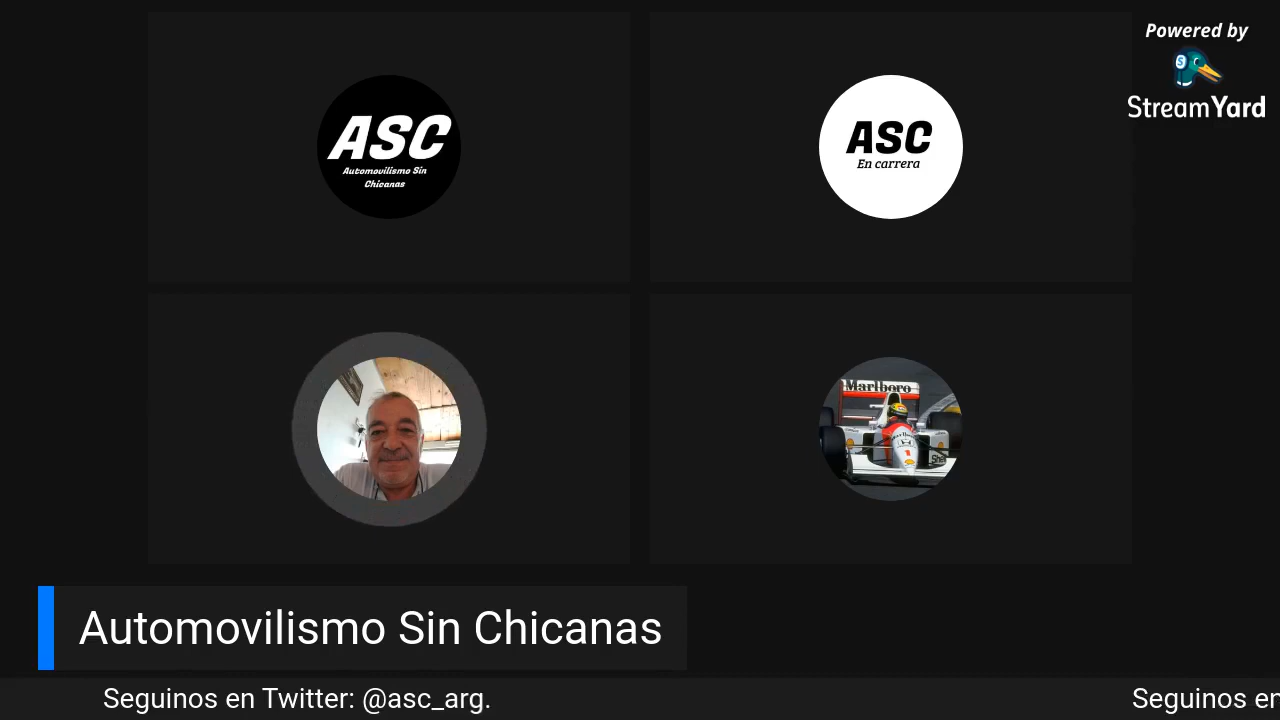 Powered by
StreamYard
ASC
Automovilismo Sin
Chicanas
ASC
En carrera
Marlboro
Automovilismo Sin Chicanas
Seguinos en Twitter: @asc_arg.
Seguinos en